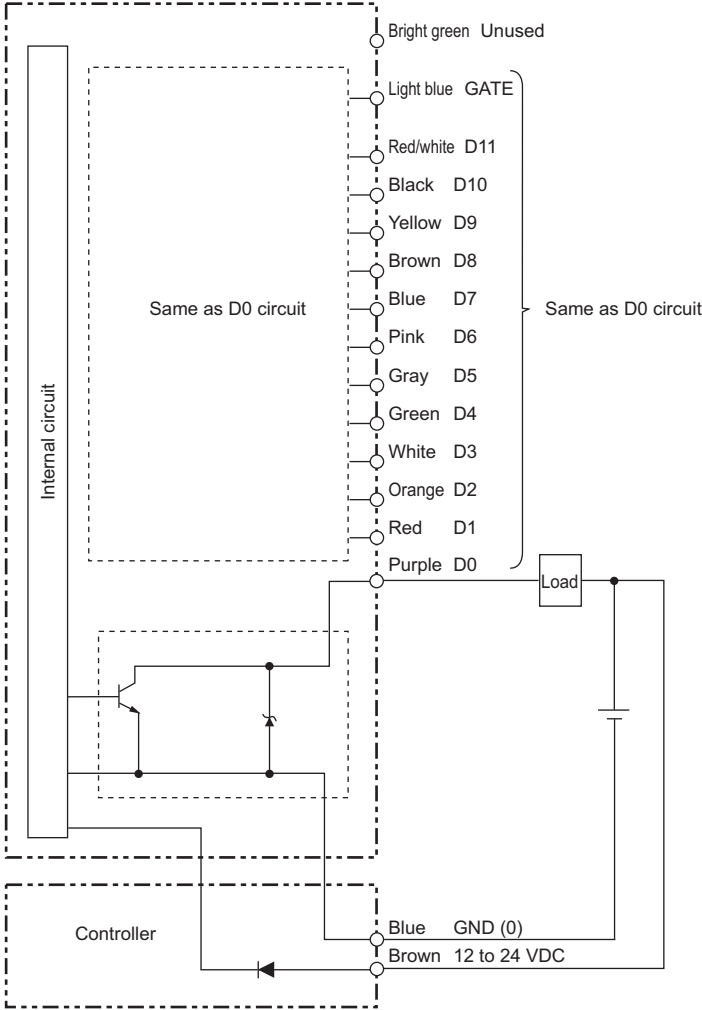 Bright green Unused
Light blue GATE
Red/white D11
Black D10
Yellow D9
Brown D8
Blue D7
Same as D0 circuit
Same as D0 circuit
Pink D6
Gray D5
Green D4
White D3
Orange D2
Red D1
Purple D0
Internal circuit
Load
Controller
Blue GND (0)
Brown 12 to 24 VDC